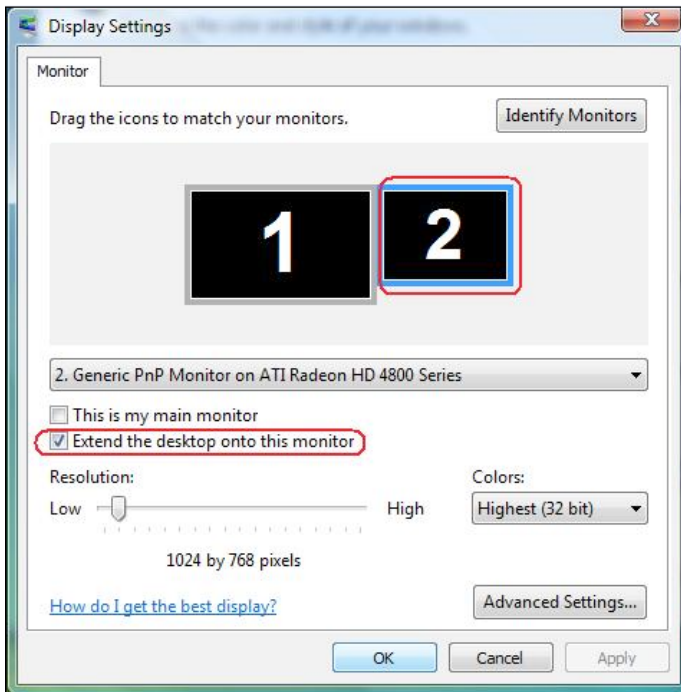 Display Settings
Monitor
Drag the icons to match your monitors.
Identify Monitors
1
2
2. Generic PnP Monitor on ATI Radeon HD 4800 Series
This is my main monitor
Extend the desktop onto this monitor
Resolution:
Colors:
Low
High
Highest (32 bit)
1024 by 768 pixels
How do I get the best display?
Advanced Settings...
OK
Cancel
Apply